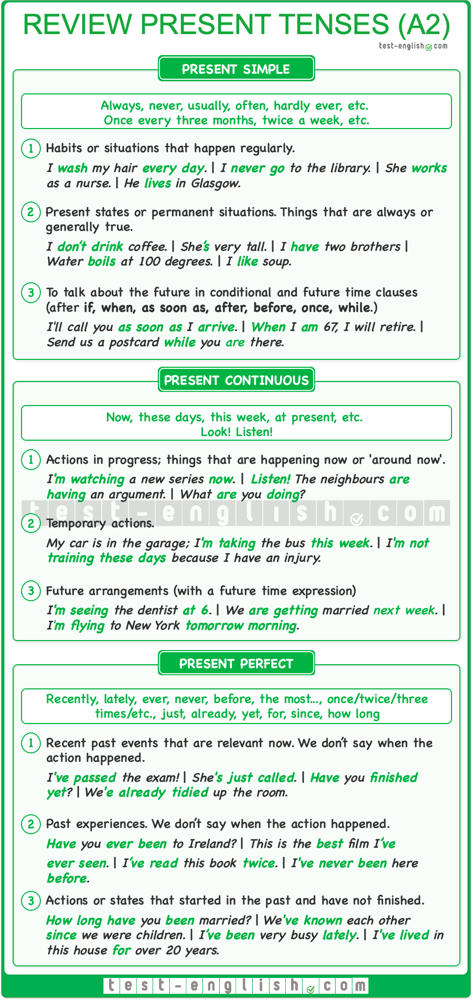 REVIEW PRESENT TENSES (A2)
test-english.com
PRESENT SIMPLE
Always, never, usually, often, hardly ever, etc.
Once every three months, twice a week, etc.
1 Habits or situations that happen regularly.
I wash my hair every day. | I never go to the library. | She works
as a nurse. | He lives in Glasgow.
2 Present states or permanent situations. Things that are always or
generally true.
I don't drink coffee. | She's very tall. | I have two brothers |
Water boils at 100 degrees. | I like soup.
3 To talk about the future in conditional and future time clauses
(after if, when, as soon as, after, before, once, while.)
I'll call you as soon as I arrive. | When I am 67, I will retire. |
Send us a postcard while you are there.
PRESENT CONTINUOUS
Now, these days, this week, at present, etc.
Look! Listen!
1 Actions in progress; things that are happening now or 'around now'.
I'm watching a new series now. | Listen! The neighbours are
having an argument. | What are you doing?
test-english.com
2 Temporary actions.
My car is in the garage; I'm taking the bus this week. | I'm not
training these days because I have an injury.
3 Future arrangements (with a future time expression)
I'm seeing the dentist at 6. | We are getting married next week. |
I'm flying to New York tomorrow morning.
PRESENT PERFECT
Recently, lately, ever, never, before, the most..., once/twice/three
times/etc., just, already, yet, for, since, how long
1 Recent past events that are relevant now. We don't say when the
action happened.
I've passed the exam! | She's just called. | Have you finished
yet? | We'e already tidied up the room.
2 Past experiences. We don't say when the action happened.
Have you ever been to Ireland? | This is the best film I've
ever seen. | I've read this book twice. | I've never been here
before.
3 Actions or states that started in the past and have not finished.
How long have you been married? | We've known each other
since we were children. | I've been very busy lately. | I've lived in
this house for over 20 years.
test-english.com